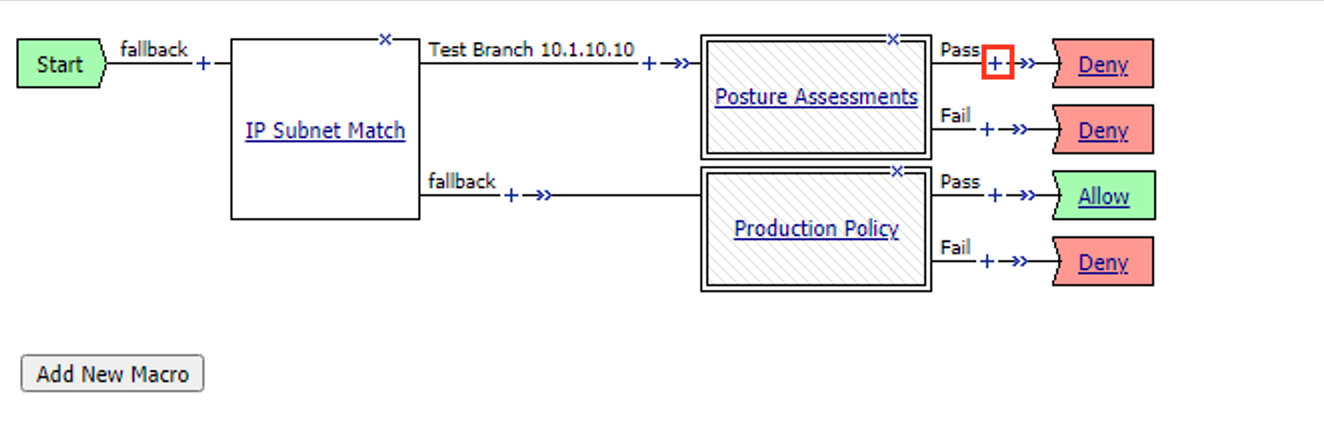 Start
fallback
IP Subnet Match
Test Branch 10.1.10.10
fallback
Posture Assessments
Pass
Deny
Fail
Deny
Production Policy
Pass
Allow
Fail
Deny
Add New Macro